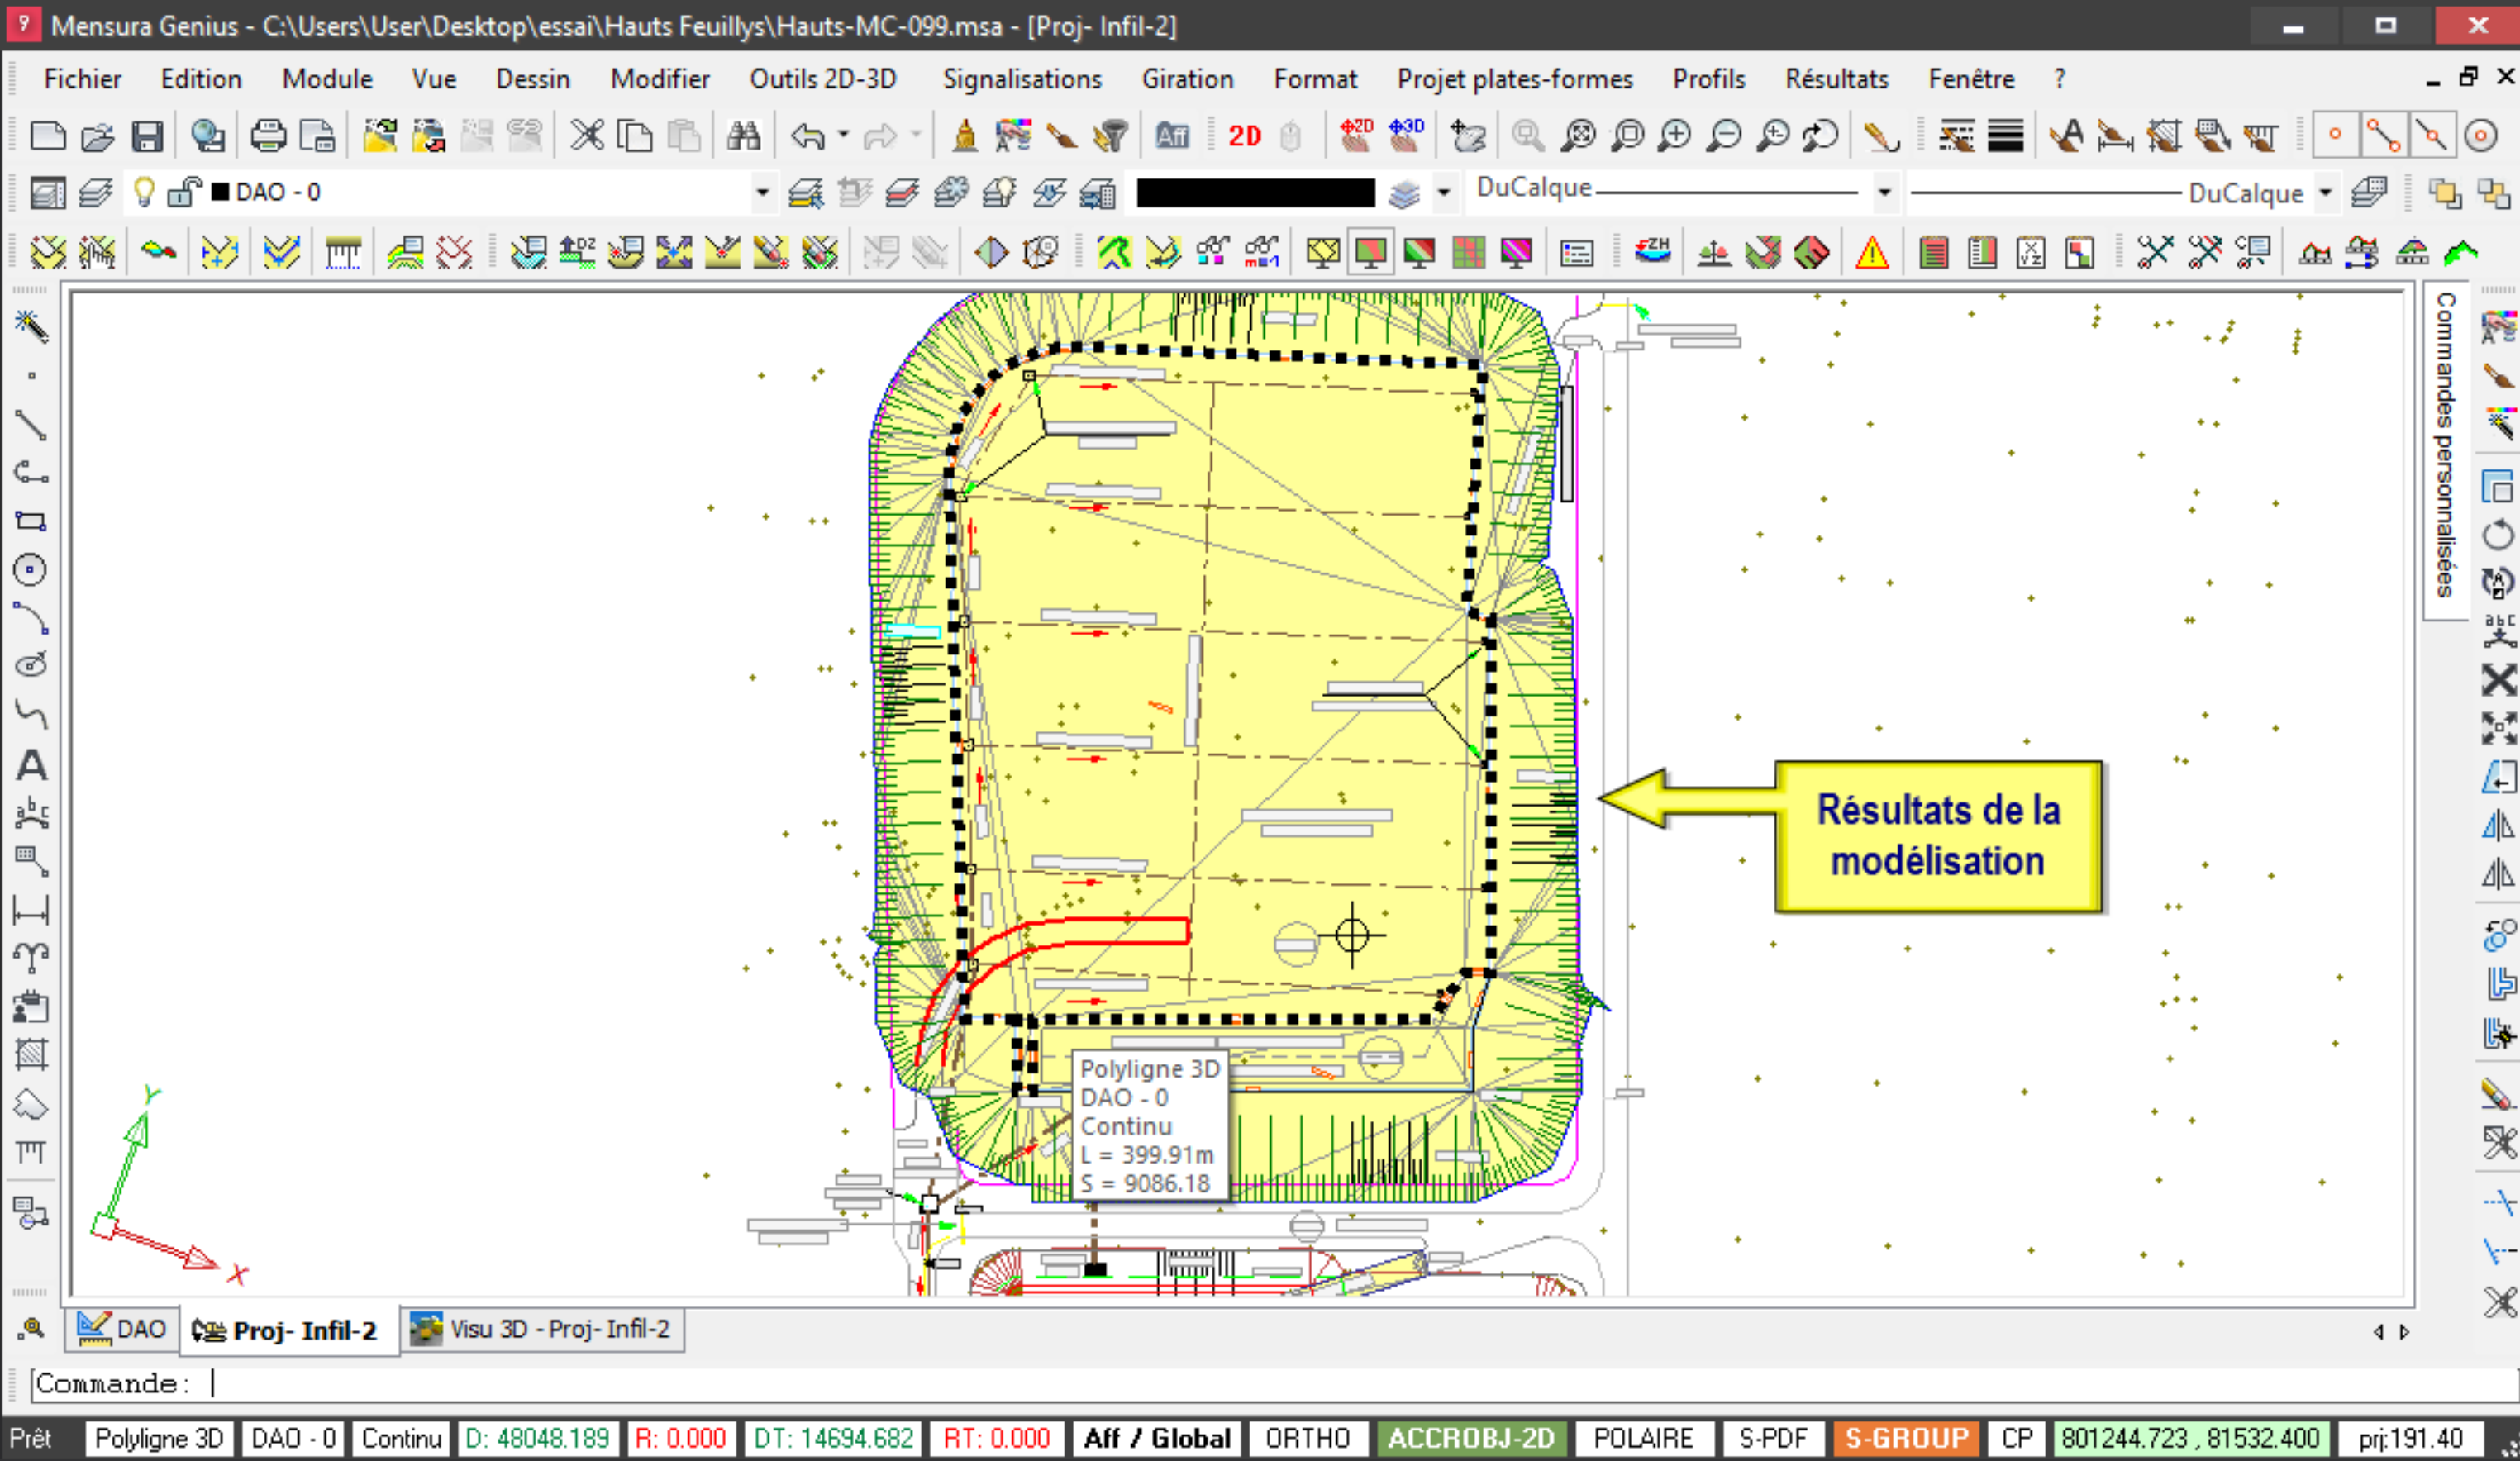 Mensura Genius - C:\Users\User\Desktop\essai\Hauts Feuillys\Hauts-MC-099.msa - [Proj- Infil-2]
Fichier Edition Module Vue Dessin Modifier Outils 2D-3D Signalisations Giration Format Projet plates-formes Profils Résultats Fenêtre ?
Aff 2D 2D 3D
DAO - 0 DuCalque DuCalque
DZ ZH
Commandes personnalisées
Résultats de la
modélisation
Polyligne 3D
DAO - 0
Continu
L = 399.91m
S = 9086.18
Y
X
DAO Proj- Infil-2 Visu 3D - Proj- Infil-2
Commande:
Prêt Polyligne 3D DAO - 0 Continu D: 48048.189 R: 0.000 DT: 14694.682 RT: 0.000 Aff / Global ORTHO ACCROBJ-2D POLAIRE S-PDF S-GROUP CP 801244.723 , 81532.400 prj:191.40